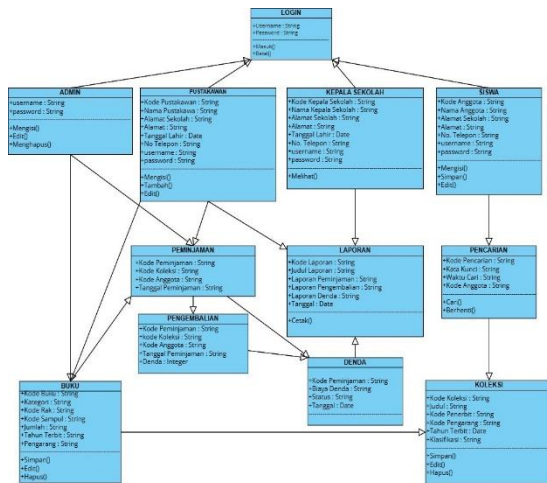 LOGIN
+Username : String
+Password : String
+Masuk()
+Batal()
ADMIN
+username : String
+password : String
+Mengisi()
+Edit()
+Menghapus()
PUSTAKAWAN
+Kode Pustakawan : String
+Nama Pustakawa : String
+Alamat Sekolah : String
+Alamat : String
+Tanggal Lahir : Date
+No Telepon : String
+username : String
+password : String
+Mengisi()
+Tambah()
+Edit()
KEPALA SEKOLAH
+Kode Kepala Sekolah : String
+Nama Kepala Sekolah : String
+Alamat Sekolah : String
+Alamat : String
+Tanggal Lahir : Date
+No. Telepon : String
+username : String
+password : String
+Melihat()
SISWA
+Kode Anggota : String
+Nama Anggota : String
+Alamat Sekolah : String
+Alamat : String
+No. Telepon : String
+username : String
+password : String
+Mengisi()
+Simpan()
+Edit()
PEMINJAMAN
+Kode Peminjaman : String
+Kode Koleksi : String
+Kode Anggota : String
+Tanggal Peminjaman : String
LAPORAN
+Kode Laporan : String
+Judul Laporan : String
+Laporan Peminjaman : String
+Laporan Pengembalian : String
+Laporan Denda : String
+Tanggal : Date
+Cetak()
PENCARIAN
+Kode Pencarian : String
+Kata Kunci : String
+Waktu Cari : String
+Kode Anggota : String
+Cari()
+Berhenti()
PENGEMBALIAN
+Kode Peminjaman : String
+kode Koleksi : String
+Kode Anggota : String
+Tanggal Peminjaman : String
+Denda : Integer
DENDA
+Kode Peminjaman : String
+Biaya Denda : String
+Status : String
+Tanggal : Date
BUKU
+Kode Buku : String
+Kategori : String
+Kode Rak : String
+Kode Sampul : String
+Jumlah : String
+Tahun Terbit : String
+Pengarang : String
+Simpan()
+Edit()
+Hapus()
KOLEKSI
+Kode Koleksi : String
+Judul : String
+Kode Penerbit : String
+Kode Pengarang : String
+Tahun Terbit : Date
+Klasifikasi : String
+Simpan()
+Edit()
+Hapus()